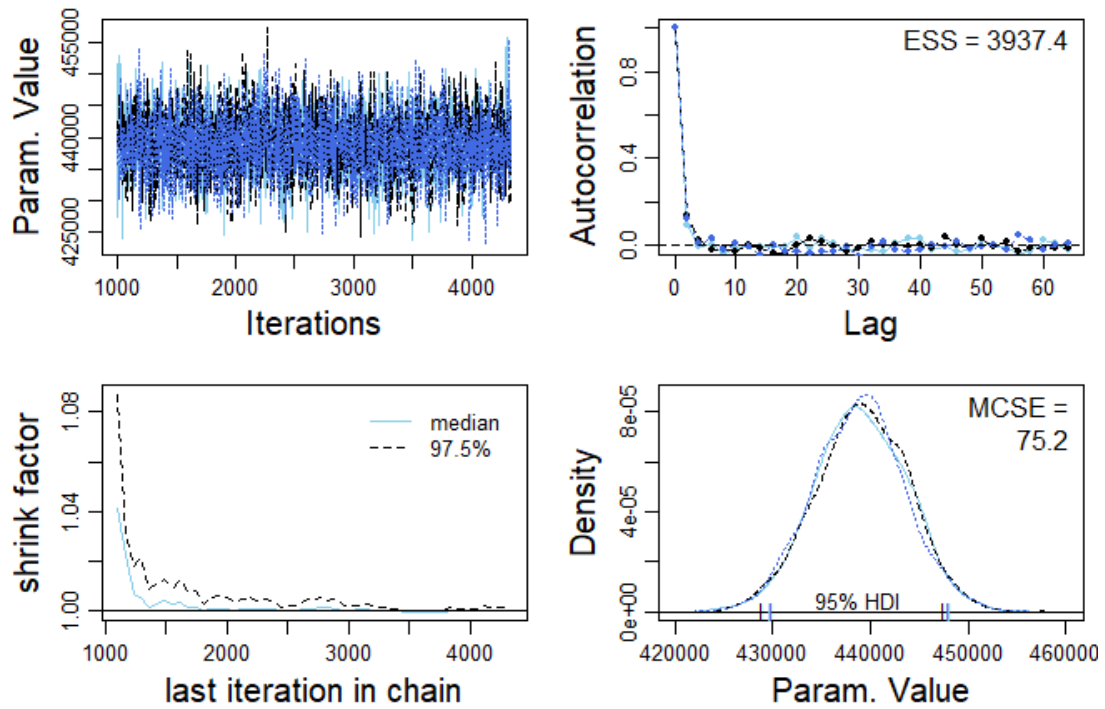 Param. Value
455000
440000
425000
1000
2000
3000
4000
Iterations
ESS = 3937.4
Autocorrelation
0.8
0.4
0.0
0
10
20
30
40
50
60
Lag
shrink factor
1.08
1.04
1.00
median
97.5%
1000
2000
3000
4000
last iteration in chain
MCSE =
75.2
Density
8e-05
4e-05
0e+00
95% HDI
420000
430000
440000
450000
460000
Param. Value